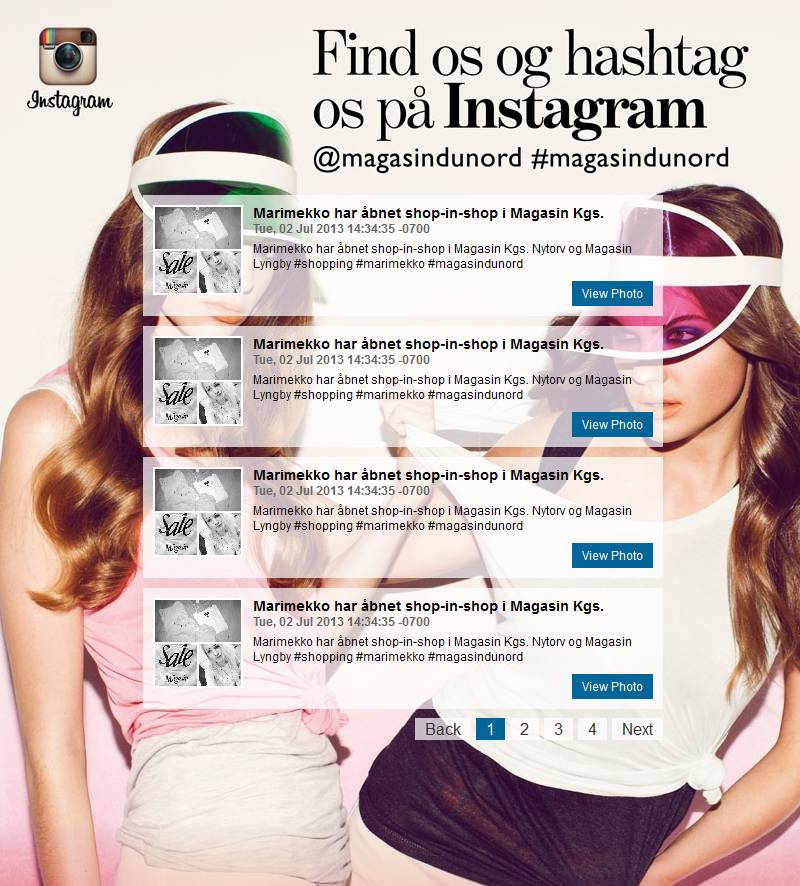 Instagram
Find os og hashtag
os på Instagram
@magasindunord #magasindunord
Marimekko har åbnet shop-in-shop i Magasin Kgs.
Tue, 02 Jul 2013 14:34:35 -0700
Marimekko har åbnet shop-in-shop i Magasin Kgs. Nytorv og Magasin
Lyngby #shopping #marimekko #magasindunord
Sale
Magasin
View Photo
Marimekko har åbnet shop-in-shop i Magasin Kgs.
Tue, 02 Jul 2013 14:34:35 -0700
Marimekko har åbnet shop-in-shop i Magasin Kgs. Nytorv og Magasin
Lyngby #shopping #marimekko #magasindunord
Sale
Magasin
View Photo
Marimekko har åbnet shop-in-shop i Magasin Kgs.
Tue, 02 Jul 2013 14:34:35 -0700
Marimekko har åbnet shop-in-shop i Magasin Kgs. Nytorv og Magasin
Lyngby #shopping #marimekko #magasindunord
Sale
Magasin
View Photo
Marimekko har åbnet shop-in-shop i Magasin Kgs.
Tue, 02 Jul 2013 14:34:35 -0700
Marimekko har åbnet shop-in-shop i Magasin Kgs. Nytorv og Magasin
Lyngby #shopping #marimekko #magasindunord
Sale
Magasin
View Photo
Back 1 2 3 4 Next